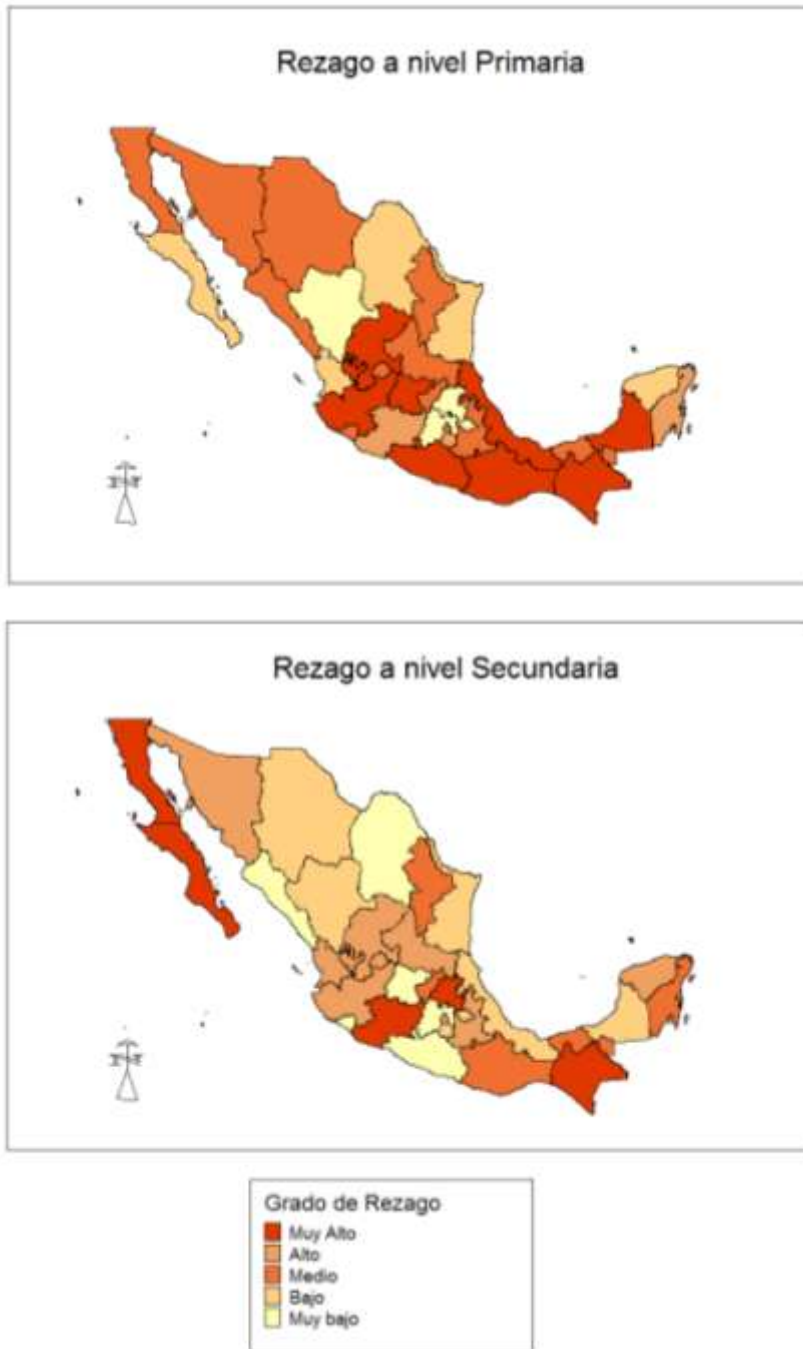 Rezago a nivel Primaria
Rezago a nivel Secundaria
Grado de Rezago
Muy Alto
Alto
Medio
Bajo
Muy bajo